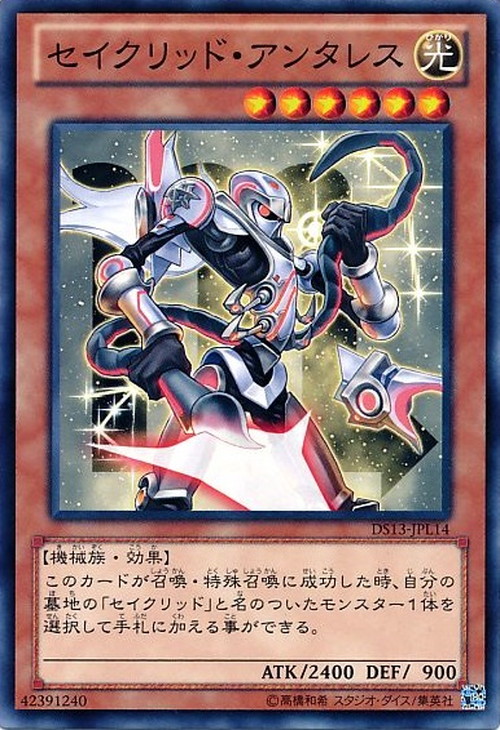 セイクリッド・アンタレス
光
ひかり
DS13-JPL14
【機械族・効果】
このカードが召喚・特殊召喚に成功した時、自分の
墓地の「セイクリッド」と名のついたモンスター1体を
選択して手札に加える事ができる。
ATK/2400 DEF/ 900
42391240
©高橋和希 スタジオ・ダイス/集英社